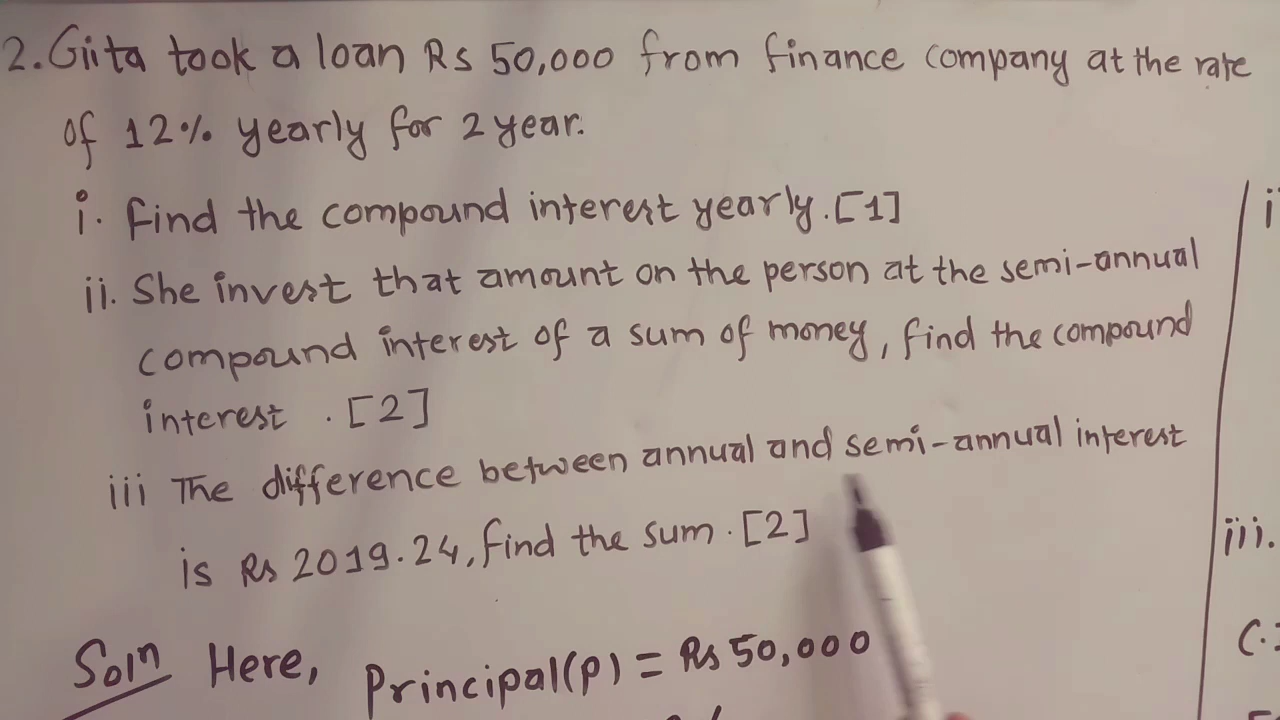 2. Giita took a loan Rs 50,000 from finance company at the rate
of 12% yearly for 2 year.
i. Find the compound interest yearly. [1]
ii. She invest that amount on the person at the semi-annual
compound interest of a sum of money, find the compound
interest. [2]
iii The difference between annual and semi-annual interest
is Rs 2019.24, find the sum. [2]
Soln Here, Principal(p) = Rs 50,000
iii.